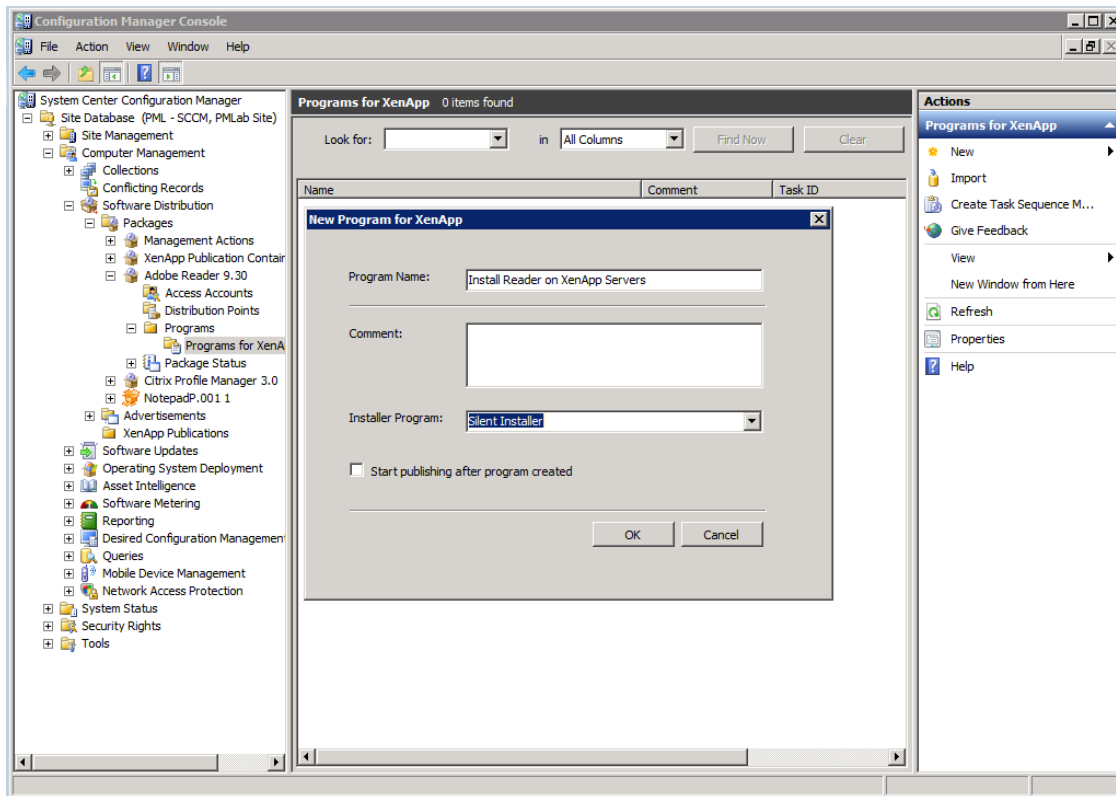 Configuration Manager Console
File Action View Window Help
System Center Configuration Manager
Site Database (PML - SCCM, PMLab Site)
Site Management
Computer Management
Collections
Conflicting Records
Software Distribution
Packages
Management Actions
XenApp Publication Contair
Adobe Reader 9.30
Access Accounts
Distribution Points
Programs
Programs for XenA
Package Status
Citrix Profile Manager 3.0
NotepadP.001 1
Advertisements
XenApp Publications
Software Updates
Operating System Deployment
Asset Intelligence
Software Metering
Reporting
Desired Configuration Management
Queries
Mobile Device Management
Network Access Protection
System Status
Security Rights
Tools
Programs for XenApp 0 items found
Look for: in All Columns Find Now Clear
Name Comment Task ID
New Program for XenApp
Program Name: Install Reader on XenApp Servers
Comment:
Installer Program: Silent Installer
Start publishing after program created
OK Cancel
Actions
Programs for XenApp
New
Import
Create Task Sequence M...
Give Feedback
View
New Window from Here
Refresh
Properties
Help